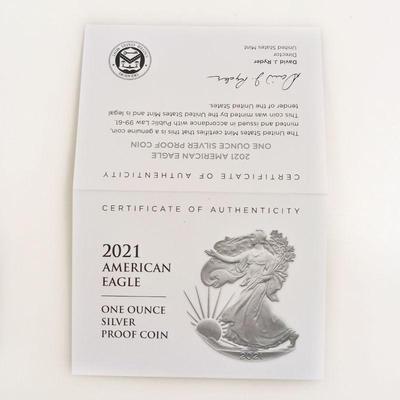 CERTIFICATE OF AUTHENTICITY
2021 AMERICAN EAGLE
ONE OUNCE SILVER PROOF COIN
The United States Mint certifies that this is a genuine coin,
minted and issued in accordance with Public Law 99-61.
This coin was minted by the United States Mint and is legal
tender of the United States.
David J. Ryder
David J. Ryder
Director
United States Mint
CERTIFICATE OF AUTHENTICITY
2021
AMERICAN
EAGLE
ONE OUNCE
SILVER
PROOF COIN
2021